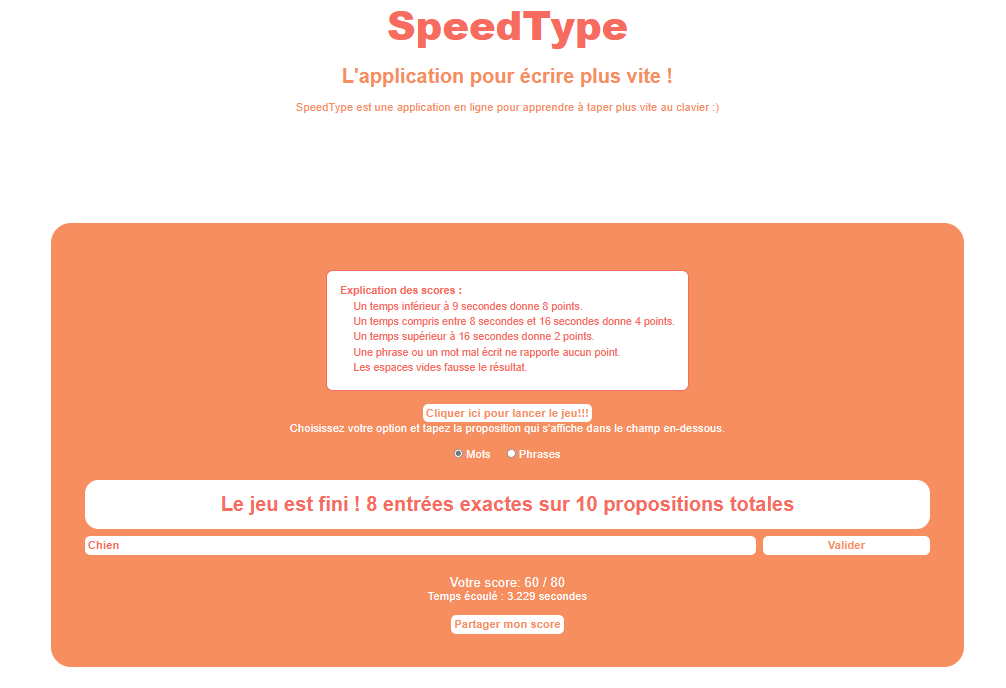 SpeedType
L'application pour écrire plus vite !
SpeedType est une application en ligne pour apprendre à taper plus vite au clavier :)
Explication des scores :
Un temps inférieur à 9 secondes donne 8 points.
Un temps compris entre 8 secondes et 16 secondes donne 4 points.
Un temps supérieur à 16 secondes donne 2 points.
Une phrase ou un mot mal écrit ne rapporte aucun point.
Les espaces vides fausse le résultat.
Cliquer ici pour lancer le jeu!!!
Choisissez votre option et tapez la proposition qui s'affiche dans le champ en-dessous.
Mots Phrases
Le jeu est fini ! 8 entrées exactes sur 10 propositions totales
Chien Valider
Votre score: 60 / 80
Temps écoulé : 3.229 secondes
Partager mon score